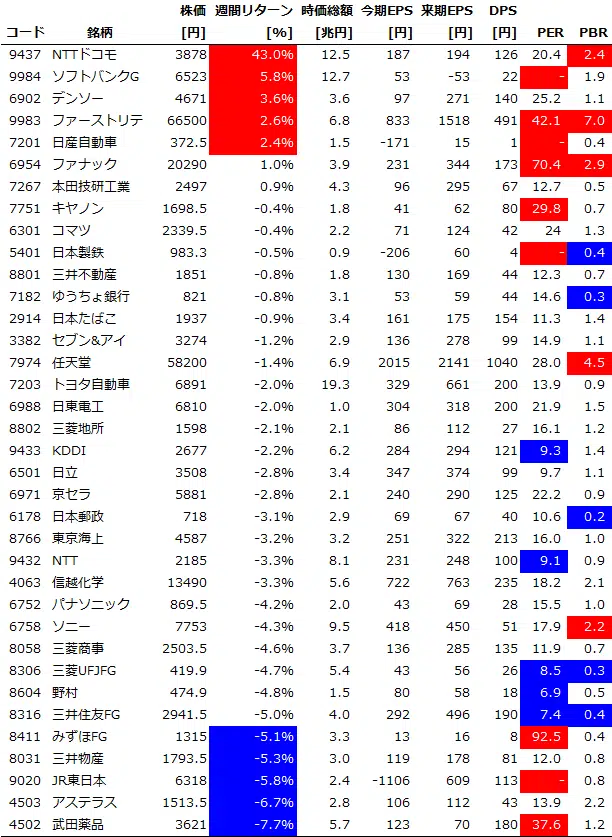 株価 週間リターン 時価総額 今期EPS 来期EPS DPS
コード 銘柄 [円] [%] [兆円] [円] [円] [円] PER PBR
9437 NTTドコモ 3878 43.0% 12.5 187 194 126 20.4 2.4
9984 ソフトバンクG 6523 5.8% 12.7 53 -53 22 - 1.9
6902 デンソー 4671 3.6% 3.6 97 271 140 25.2 1.1
9983 ファーストリテ 66500 2.6% 6.8 833 1518 491 42.1 7.0
7201 日産自動車 372.5 2.4% 1.5 -171 15 1 - 0.4
6954 ファナック 20290 1.0% 3.9 231 344 173 70.4 2.9
7267 本田技研工業 2497 0.9% 4.3 96 295 67 12.7 0.5
7751 キヤノン 1698.5 -0.4% 1.8 41 62 80 29.8 0.7
6301 コマツ 2339.5 -0.4% 2.2 71 124 42 24 1.3
5401 日本製鉄 983.3 -0.5% 0.9 -206 60 4 - 0.4
8801 三井不動産 1851 -0.8% 1.8 130 169 44 12.3 0.7
7182 ゆうちょ銀行 821 -0.8% 3.1 53 59 44 14.6 0.3
2914 日本たばこ 1937 -0.9% 3.4 161 175 154 11.3 1.4
3382 セブン&アイ 3274 -1.2% 2.9 136 278 99 14.9 1.1
7974 任天堂 58200 -1.4% 6.9 2015 2141 1040 28.0 4.5
7203 トヨタ自動車 6891 -2.0% 19.3 329 661 200 13.9 0.9
6988 日東電工 6810 -2.0% 1.0 304 318 200 21.9 1.5
8802 三菱地所 1598 -2.1% 2.1 86 112 27 16.1 1.2
9433 KDDI 2677 -2.2% 6.2 284 294 121 9.3 1.4
6501 日立 3508 -2.8% 3.4 347 374 99 9.7 1.1
6971 京セラ 5881 -2.8% 2.1 240 290 125 22.2 0.9
6178 日本郵政 718 -3.1% 2.9 69 67 40 10.6 0.2
8766 東京海上 4587 -3.2% 3.2 251 322 213 16.0 1.0
9432 NTT 2185 -3.3% 8.1 231 248 100 9.1 0.9
4063 信越化学 13490 -3.3% 5.6 722 763 235 18.2 2.1
6752 パナソニック 869.5 -4.2% 2.0 43 69 28 15.5 1.0
6758 ソニー 7753 -4.3% 9.5 418 450 51 17.9 2.2
8058 三菱商事 2503.5 -4.6% 3.7 136 285 135 11.9 0.7
8306 三菱UFJFG 419.9 -4.7% 5.4 43 56 26 8.5 0.3
8604 野村 474.9 -4.8% 1.5 80 58 18 6.9 0.5
8316 三井住友FG 2941.5 -5.0% 4.0 292 496 190 7.4 0.4
8411 みずほFG 1315 -5.1% 3.3 13 16 8 92.5 0.4
8031 三井物産 1793.5 -5.3% 3.0 119 178 81 12.0 0.8
9020 JR東日本 6318 -5.8% 2.4 -1106 609 113 - 0.8
4503 アステラス 1513.5 -6.7% 2.8 106 112 43 13.9 2.2
4502 武田薬品 3621 -7.7% 5.7 123 70 180 37.6 1.2